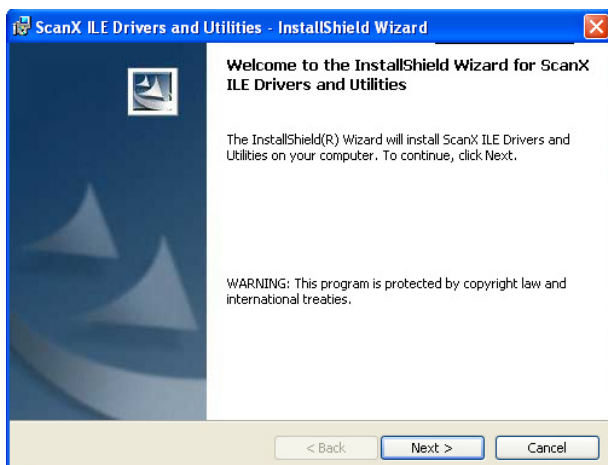 ScanX ILE Drivers and Utilities - InstallShield Wizard
Welcome to the InstallShield Wizard for ScanX
ILE Drivers and Utilities
The InstallShield(R) Wizard will install ScanX ILE Drivers and
Utilities on your computer. To continue, click Next.
WARNING: This program is protected by copyright law and
international treaties.
< Back
Next >
Cancel